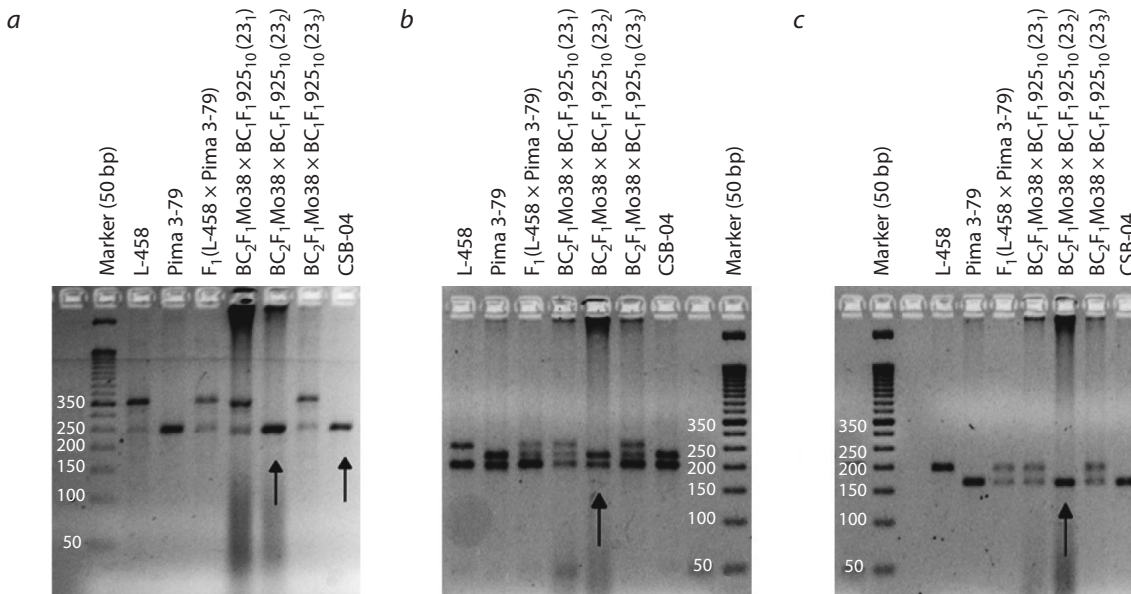 a
Marker (50 bp)
L-458
Pima 3-79
F₁(L-458 × Pima 3-79)
BC₂F₁Mo38 × BC₁F₁925₁₀ (23₁)
BC₂F₁Mo38 × BC₁F₁925₁₀ (23₂)
BC₂F₁Mo38 × BC₁F₁925₁₀ (23₃)
CSB-04
350
250
200
150
100
50
b
L-458
Pima 3-79
F₁(L-458 × Pima 3-79)
BC₂F₁Mo38 × BC₁F₁925₁₀ (23₁)
BC₂F₁Mo38 × BC₁F₁925₁₀ (23₂)
BC₂F₁Mo38 × BC₁F₁925₁₀ (23₃)
CSB-04
Marker (50 bp)
350
250
200
150
100
50
c
Marker (50 bp)
L-458
Pima 3-79
F₁(L-458 × Pima 3-79)
BC₂F₁Mo38 × BC₁F₁925₁₀ (23₁)
BC₂F₁Mo38 × BC₁F₁925₁₀ (23₂)
BC₂F₁Mo38 × BC₁F₁925₁₀ (23₃)
CSB-04
350
250
200
150
100
50